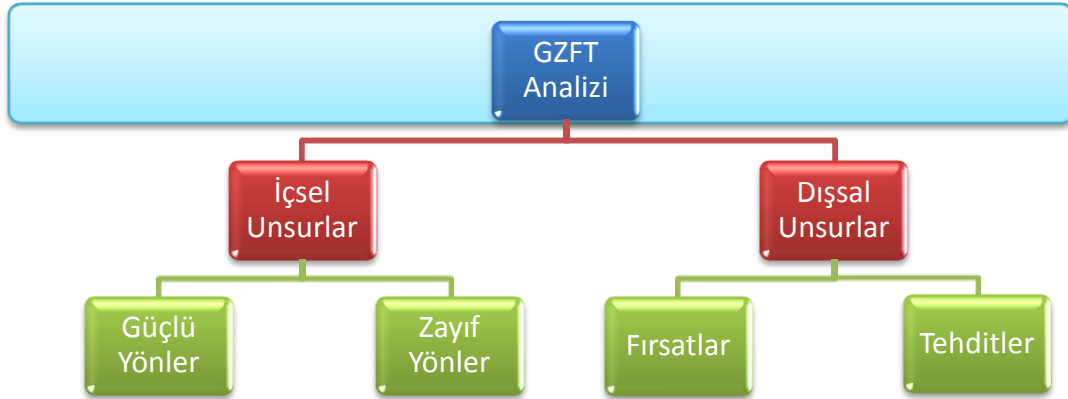 GZFT
Analizi
İçsel
Unsurlar
Dışsal
Unsurlar
Güçlü
Yönler
Zayıf
Yönler
Fırsatlar
Tehditler